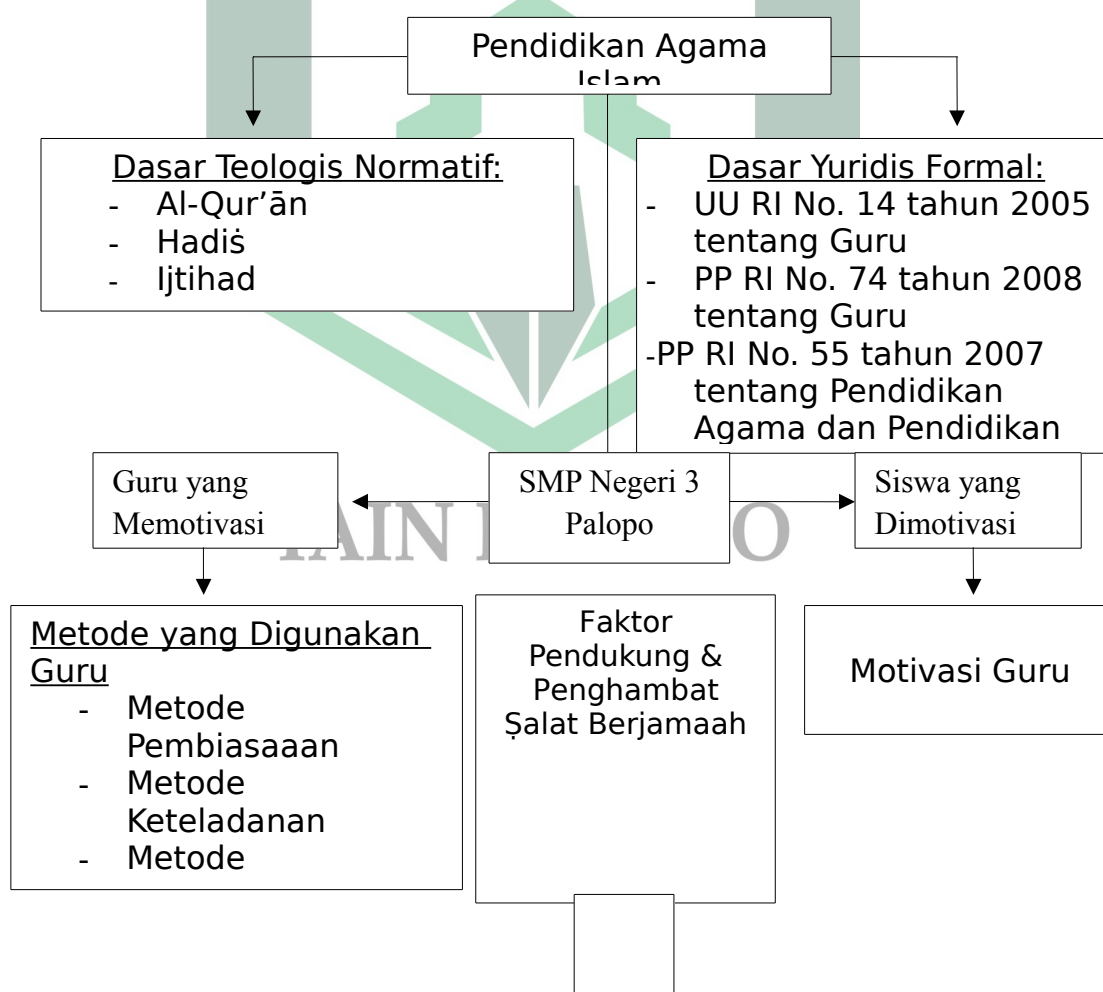 Pendidikan Agama
Islam
Dasar Teologis Normatif:
- Al-Qur’ān
- Hadiṡ
- Ijtihad
Dasar Yuridis Formal:
- UU RI No. 14 tahun 2005
tentang Guru
- PP RI No. 74 tahun 2008
tentang Guru
-PP RI No. 55 tahun 2007
tentang Pendidikan
Agama dan Pendidikan
Guru yang
Memotivasi
SMP Negeri 3
Palopo
Siswa yang
Dimotivasi
IAIN
Metode yang Digunakan
Guru
- Metode
Pembiasaaan
- Metode
Keteladanan
- Metode
Faktor
Pendukung &
Penghambat
Ṣalat Berjamaah
Motivasi Guru